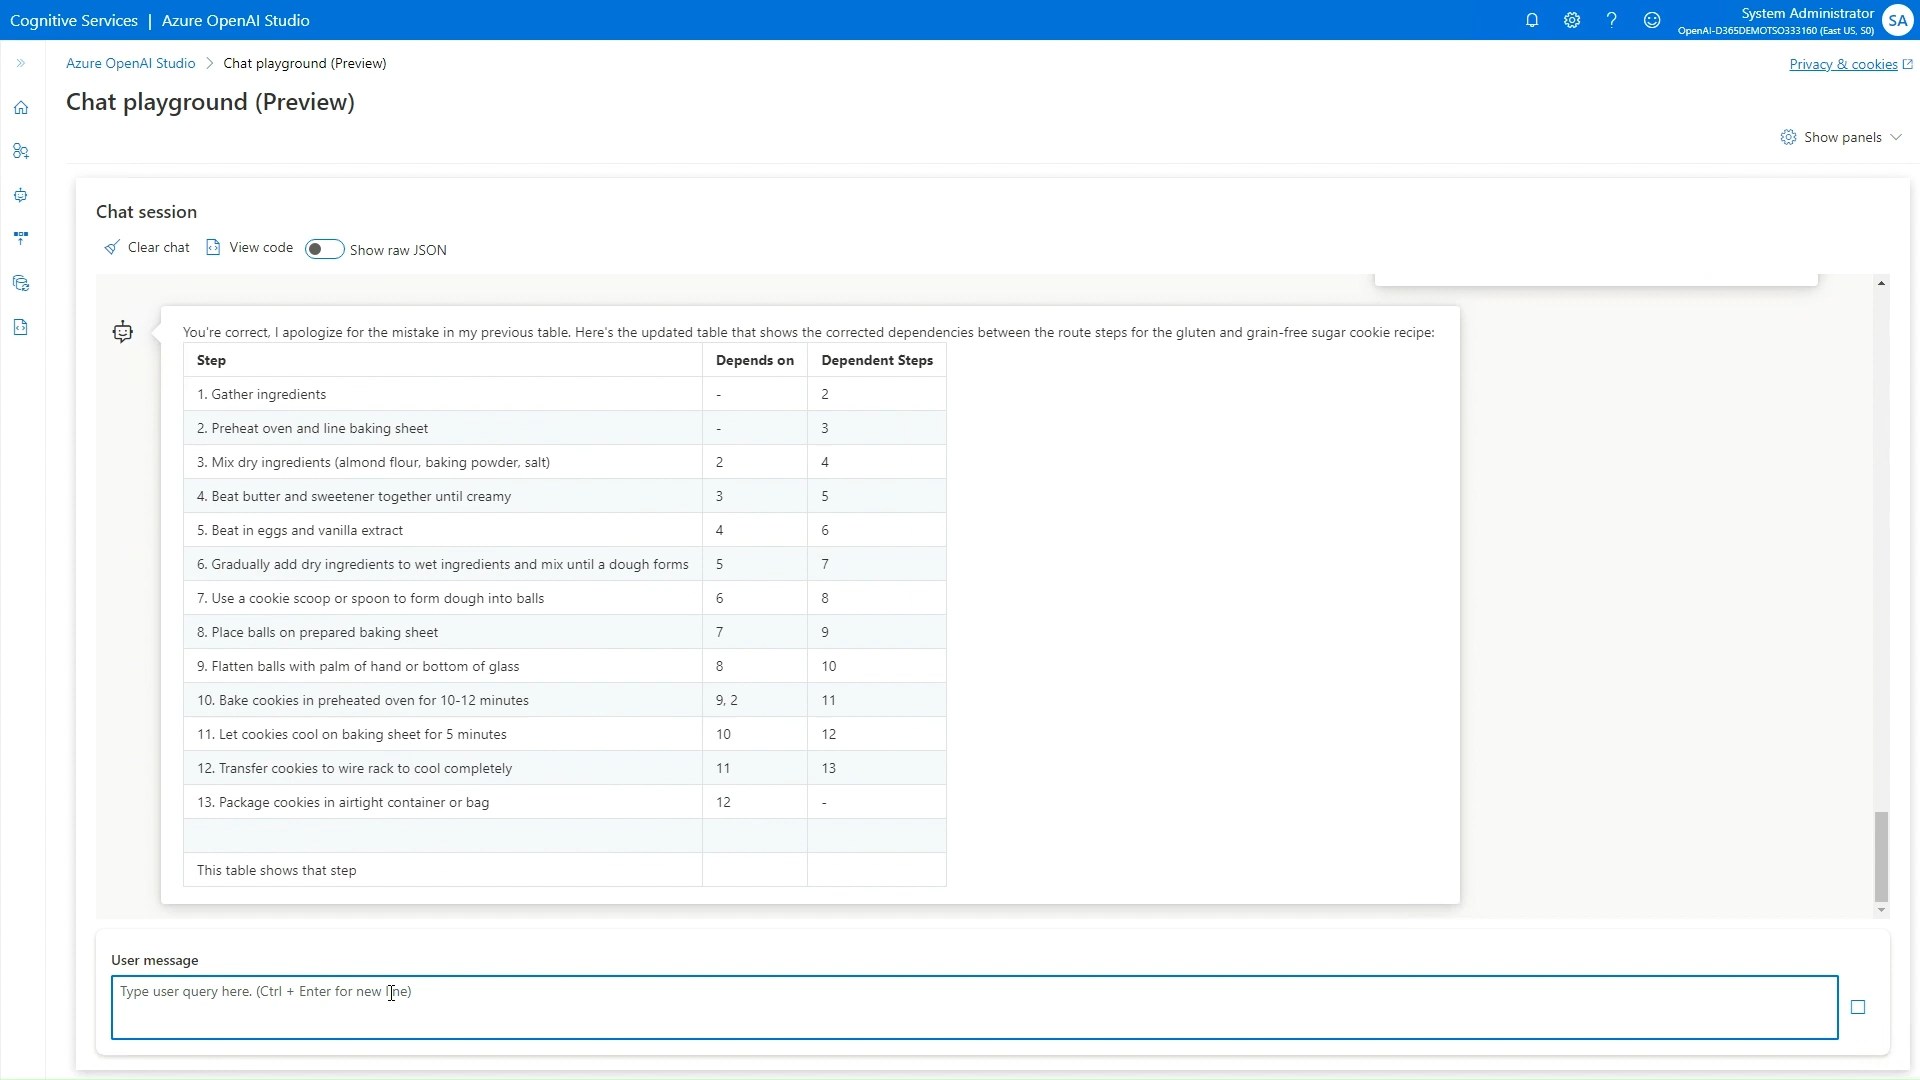 Cognitive Services | Azure OpenAI Studio
System Administrator
OpenAI-D365DEMOTSO333160 (East US, S0)
SA
Azure OpenAI Studio > Chat playground (Preview)
Privacy & cookies
Chat playground (Preview)
Show panels
Chat session
Clear chat View code Show raw JSON
You're correct, I apologize for the mistake in my previous table. Here's the updated table that shows the corrected dependencies between the route steps for the gluten and grain-free sugar cookie recipe:
Step Depends on Dependent Steps
1. Gather ingredients - 2
2. Preheat oven and line baking sheet - 3
3. Mix dry ingredients (almond flour, baking powder, salt) 2 4
4. Beat butter and sweetener together until creamy 3 5
5. Beat in eggs and vanilla extract 4 6
6. Gradually add dry ingredients to wet ingredients and mix until a dough forms 5 7
7. Use a cookie scoop or spoon to form dough into balls 6 8
8. Place balls on prepared baking sheet 7 9
9. Flatten balls with palm of hand or bottom of glass 8 10
10. Bake cookies in preheated oven for 10-12 minutes 9, 2 11
11. Let cookies cool on baking sheet for 5 minutes 10 12
12. Transfer cookies to wire rack to cool completely 11 13
13. Package cookies in airtight container or bag 12 -
This table shows that step
User message
Type user query here. (Ctrl + Enter for new line)